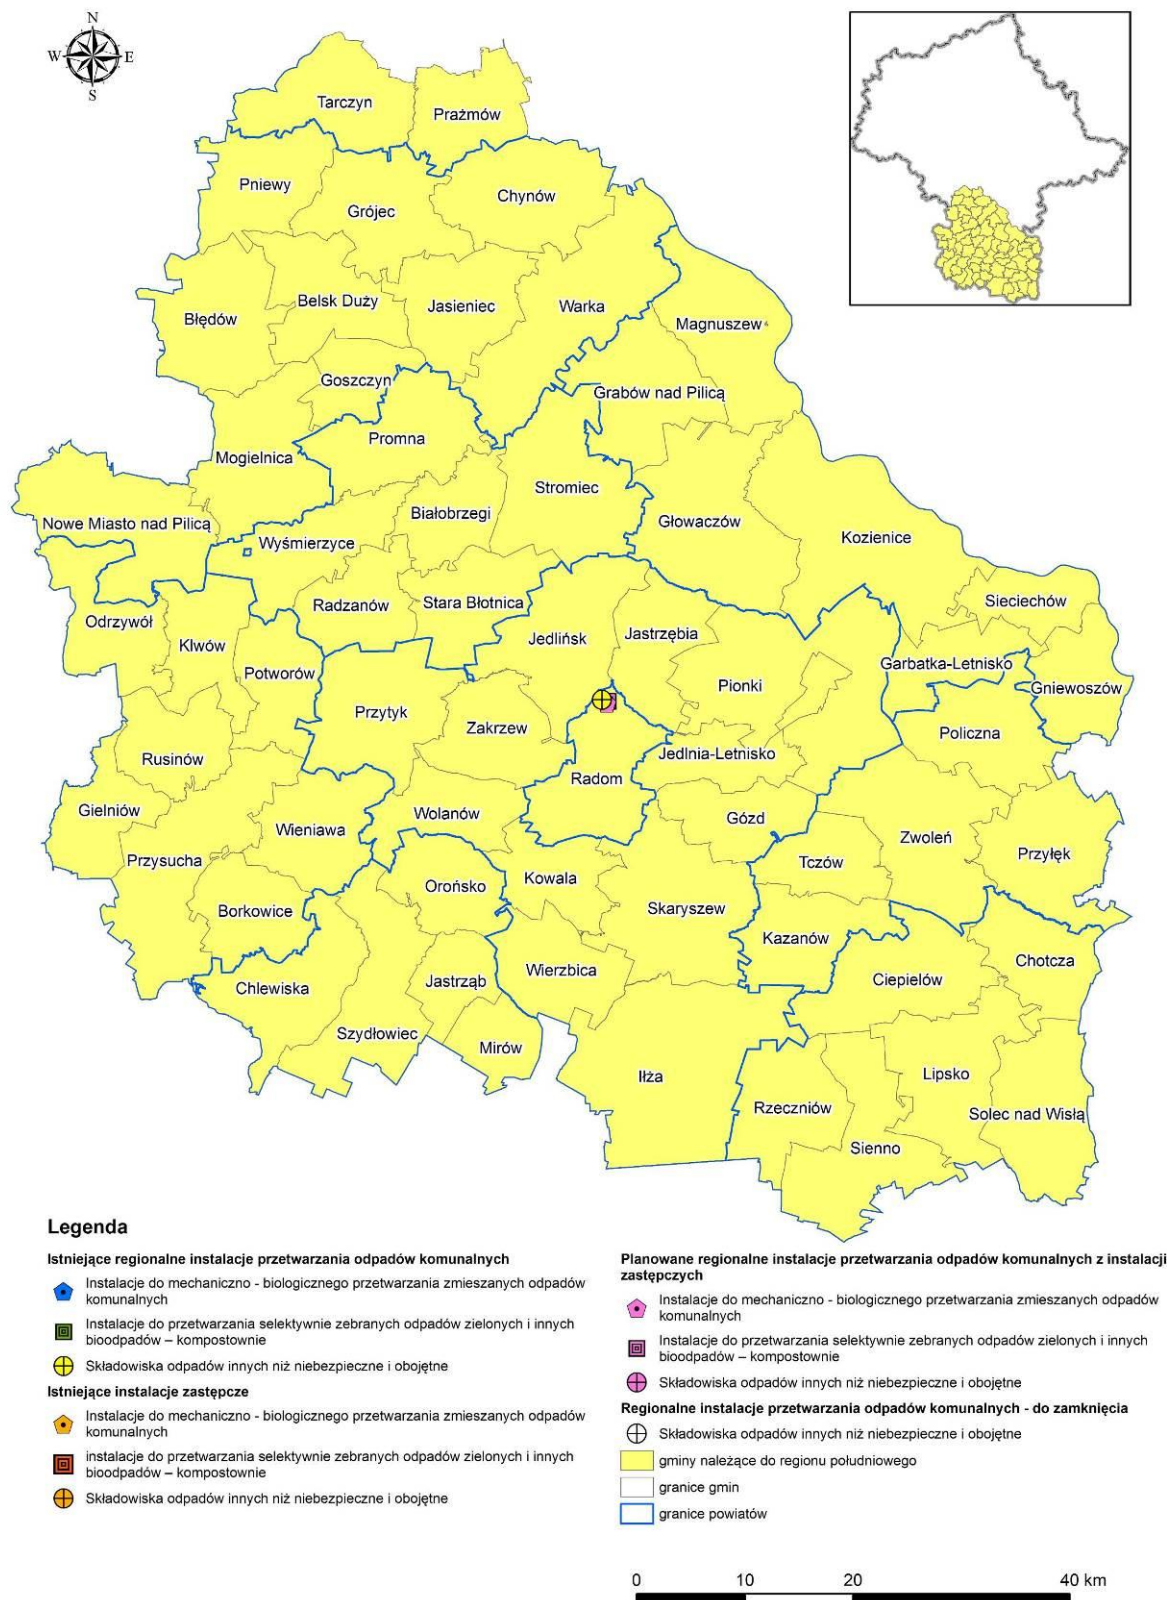 N
W E
S
Tarczyn
Prażmów
Pniewy
Grójec
Chynów
Błędów
Belsk Duży
Jasieniec
Warka
Magnuszew
Goszczyn
Grabów nad Pilicą
Promna
Mogielnica
Stromiec
Białobrzegi
Głowaczów
Nowe Miasto nad Pilicą
Wyśmierzyce
Kozienice
Radzanów
Stara Błotnica
Sieciechów
Odrzywół
Klwów
Jedlińsk
Jastrzębia
Garbatka-Letnisko
Potworów
Pionki
Gniewoszów
Przytyk
Zakrzew
Policzna
Rusinów
Jedlnia-Letnisko
Radom
Gielniów
Wolanów
Gózd
Wieniawa
Zwoleń
Przysucha
Tczów
Przyłęk
Orońsko
Kowala
Borkowice
Skaryszew
Kazanów
Chotcza
Wierzbica
Ciepielów
Chlewiska
Jastrząb
Szydłowiec
Mirów
Iłża
Lipsko
Rzeczniów
Solec nad Wisłą
Sienno
Legenda
Istniejące regionalne instalacje przetwarzania odpadów komunalnych
Instalacje do mechaniczno - biologicznego przetwarzania zmieszanych odpadów
komunalnych
Instalacje do przetwarzania selektywnie zebranych odpadów zielonych i innych
bioodpadów – kompostownie
Składowiska odpadów innych niż niebezpieczne i obojętne
Istniejące instalacje zastępcze
Instalacje do mechaniczno - biologicznego przetwarzania zmieszanych odpadów
komunalnych
instalacje do przetwarzania selektywnie zebranych odpadów zielonych i innych
bioodpadów – kompostownie
Składowiska odpadów innych niż niebezpieczne i obojętne
Planowane regionalne instalacje przetwarzania odpadów komunalnych z instalacji
zastępczych
Instalacje do mechaniczno - biologicznego przetwarzania zmieszanych odpadów
komunalnych
Instalacje do przetwarzania selektywnie zebranych odpadów zielonych i innych
bioodpadów – kompostownie
Składowiska odpadów innych niż niebezpieczne i obojętne
Regionalne instalacje przetwarzania odpadów komunalnych - do zamknięcia
Składowiska odpadów innych niż niebezpieczne i obojętne
gminy należące do regionu południowego
granice gmin
granice powiatów
0 10 20 40 km